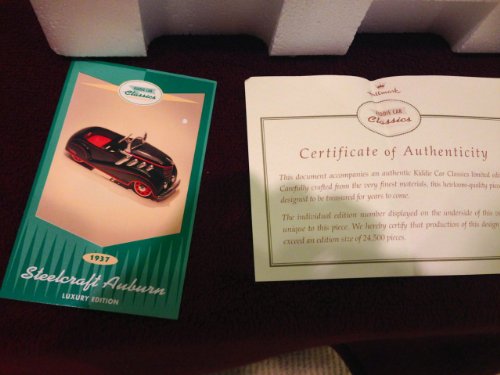 KIDDIE CAR
Classics
1937
Steelcraft Auburn
LUXURY EDITION
Hallmark
KIDDIE CAR
Classics
Certificate of Authenticity
This document accompanies an authentic Kiddie Car Classics limited
Carefully crafted from the very finest materials, this heirloom-quality
designed to be treasured for years to come.
The individual edition number displayed on the underside of this
unique to this piece. We hereby certify that production of this design
exceed an edition size of 24,500 pieces.